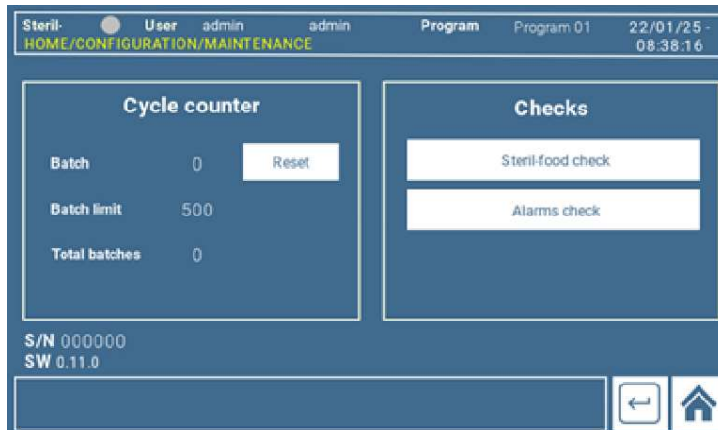 Steril- User admin admin Program Program 01 22/01/25 -
HOME/CONFIGURATION/MAINTENANCE 08:38:16
Cycle counter
Batch 0 Reset
Batch limit 500
Total batches 0
Checks
Steril-food check
Alarms check
S/N 000000
SW 0.11.0